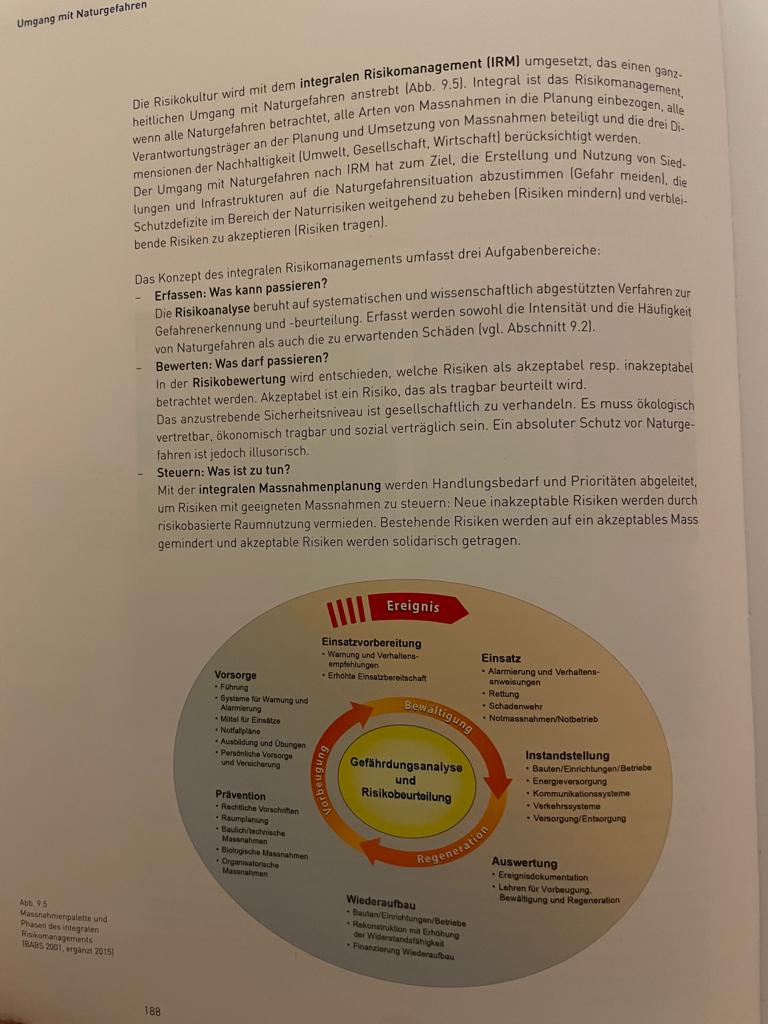 Umgang mit Naturgefahren
Die Risikokultur wird mit dem integralen Risikomanagement (IRM) umgesetzt, das einen ganz-
heitlichen Umgang mit Naturgefahren anstrebt (Abb. 9.5). Integral ist das Risikomanagement,
wenn alle Naturgefahren betrachtet, alle Arten von Massnahmen in die Planung einbezogen, alle
Verantwortungsträger an der Planung und Umsetzung von Massnahmen beteiligt und die drei Di-
mensionen der Nachhaltigkeit (Umwelt, Gesellschaft, Wirtschaft) berücksichtigt werden.
Der Umgang mit Naturgefahren nach IRM hat zum Ziel, die Erstellung und Nutzung von Sied-
lungen und Infrastrukturen auf die Naturgefahrensituation abzustimmen (Gefahr meiden), die
Schutzdefizite im Bereich der Naturrisiken weitgehend zu beheben (Risiken mindern) und verblei-
bende Risiken zu akzeptieren (Risiken tragen).
Das Konzept des integralen Risikomanagements umfasst drei Aufgabenbereiche:
– Erfassen: Was kann passieren?
Die Risikoanalyse beruht auf systematischen und wissenschaftlich abgestützten Verfahren zur
Gefahrenerkennung und -beurteilung. Erfasst werden sowohl die Intensität und die Häufigkeit
von Naturgefahren als auch die zu erwartenden Schäden (vgl. Abschnitt 9.2).
– Bewerten: Was darf passieren?
In der Risikobewertung wird entschieden, welche Risiken als akzeptabel resp. inakzeptabel
betrachtet werden. Akzeptabel ist ein Risiko, das als tragbar beurteilt wird.
Das anzustrebende Sicherheitsniveau ist gesellschaftlich zu verhandeln. Es muss ökologisch
vertretbar, ökonomisch tragbar und sozial verträglich sein. Ein absoluter Schutz vor Naturge-
fahren ist jedoch illusorisch.
– Steuern: Was ist zu tun?
Mit der integralen Massnahmenplanung werden Handlungsbedarf und Prioritäten abgeleitet,
um Risiken mit geeigneten Massnahmen zu steuern: Neue inakzeptable Risiken werden durch
risikobasierte Raumnutzung vermieden. Bestehende Risiken werden auf ein akzeptables Mass
gemindert und akzeptable Risiken werden solidarisch getragen.
Ereignis
Einsatzvorbereitung
• Warnung und Verhaltens-
empfehlungen
• Erhöhte Einsatzbereitschaft
Einsatz
• Alarmierung und Verhaltens-
anweisungen
• Rettung
• Schadenwehr
• Notmassnahmen/Notbetrieb
Vorsorge
• Führung
• Systeme für Warnung und
Alarmierung
• Mittel für Einsätze
• Notfallpläne
• Ausbildung und Übungen
• Persönliche Vorsorge
und Versicherung
Bewältigung
Vorbeugung
Regeneration
Gefährdungsanalyse
und
Risikobeurteilung
Instandstellung
• Bauten/Einrichtungen/Betriebe
• Energieversorgung
• Kommunikationssysteme
• Verkehrssysteme
• Versorgung/Entsorgung
Prävention
• Rechtliche Vorschriften
• Raumplanung
• Baulich/technische
Massnahmen
• Biologische Massnahmen
• Organisatorische
Massnahmen
Auswertung
• Ereignisdokumentation
• Lehren für Vorbeugung,
Bewältigung und Regeneration
Wiederaufbau
• Bauten/Einrichtungen/Betriebe
• Rekonstruktion mit Erhöhung
der Widerstandsfähigkeit
• Finanzierung Wiederaufbau
Abb. 9.5
Massnahmenpalette und
Phasen des integralen
Risikomanagements
(BABS 2001, ergänzt 2015)
188